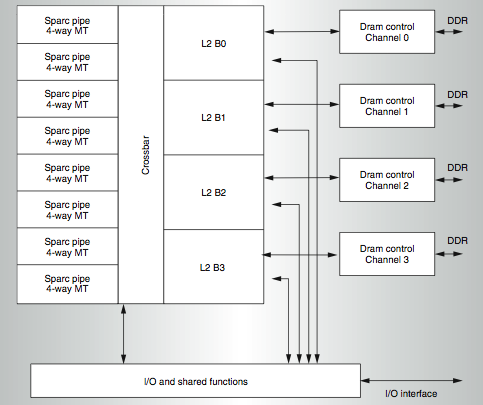 Sparc pipe
4-way MT
Sparc pipe
4-way MT
Sparc pipe
4-way MT
Sparc pipe
4-way MT
Sparc pipe
4-way MT
Sparc pipe
4-way MT
Sparc pipe
4-way MT
Sparc pipe
4-way MT
Crossbar
L2 B0
L2 B1
L2 B2
L2 B3
Dram control
Channel 0
DDR
Dram control
Channel 1
DDR
Dram control
Channel 2
DDR
Dram control
Channel 3
DDR
I/O and shared functions
I/O interface